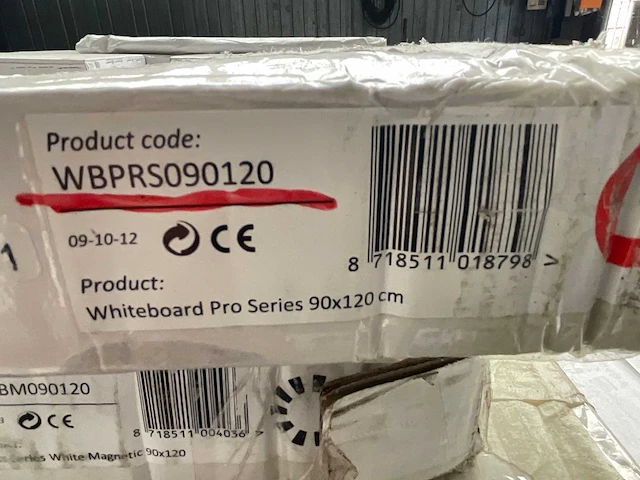 Product code:
WBPRS090120
09-10-12 CE
8 718511 018798 >
Product:
Whiteboard Pro Series 90x120 cm
1
BM090120
CE
8 718511 004036 >
White Magnetic 90x120